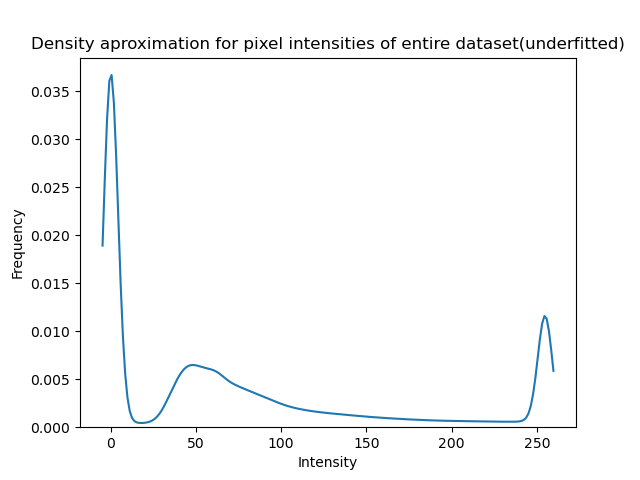 Density aproximation for pixel intensities of entire dataset(underfitted)
0.035
0.030
0.025
0.020
0.015
0.010
0.005
0.000
Frequency
0 50 100 150 200 250
Intensity